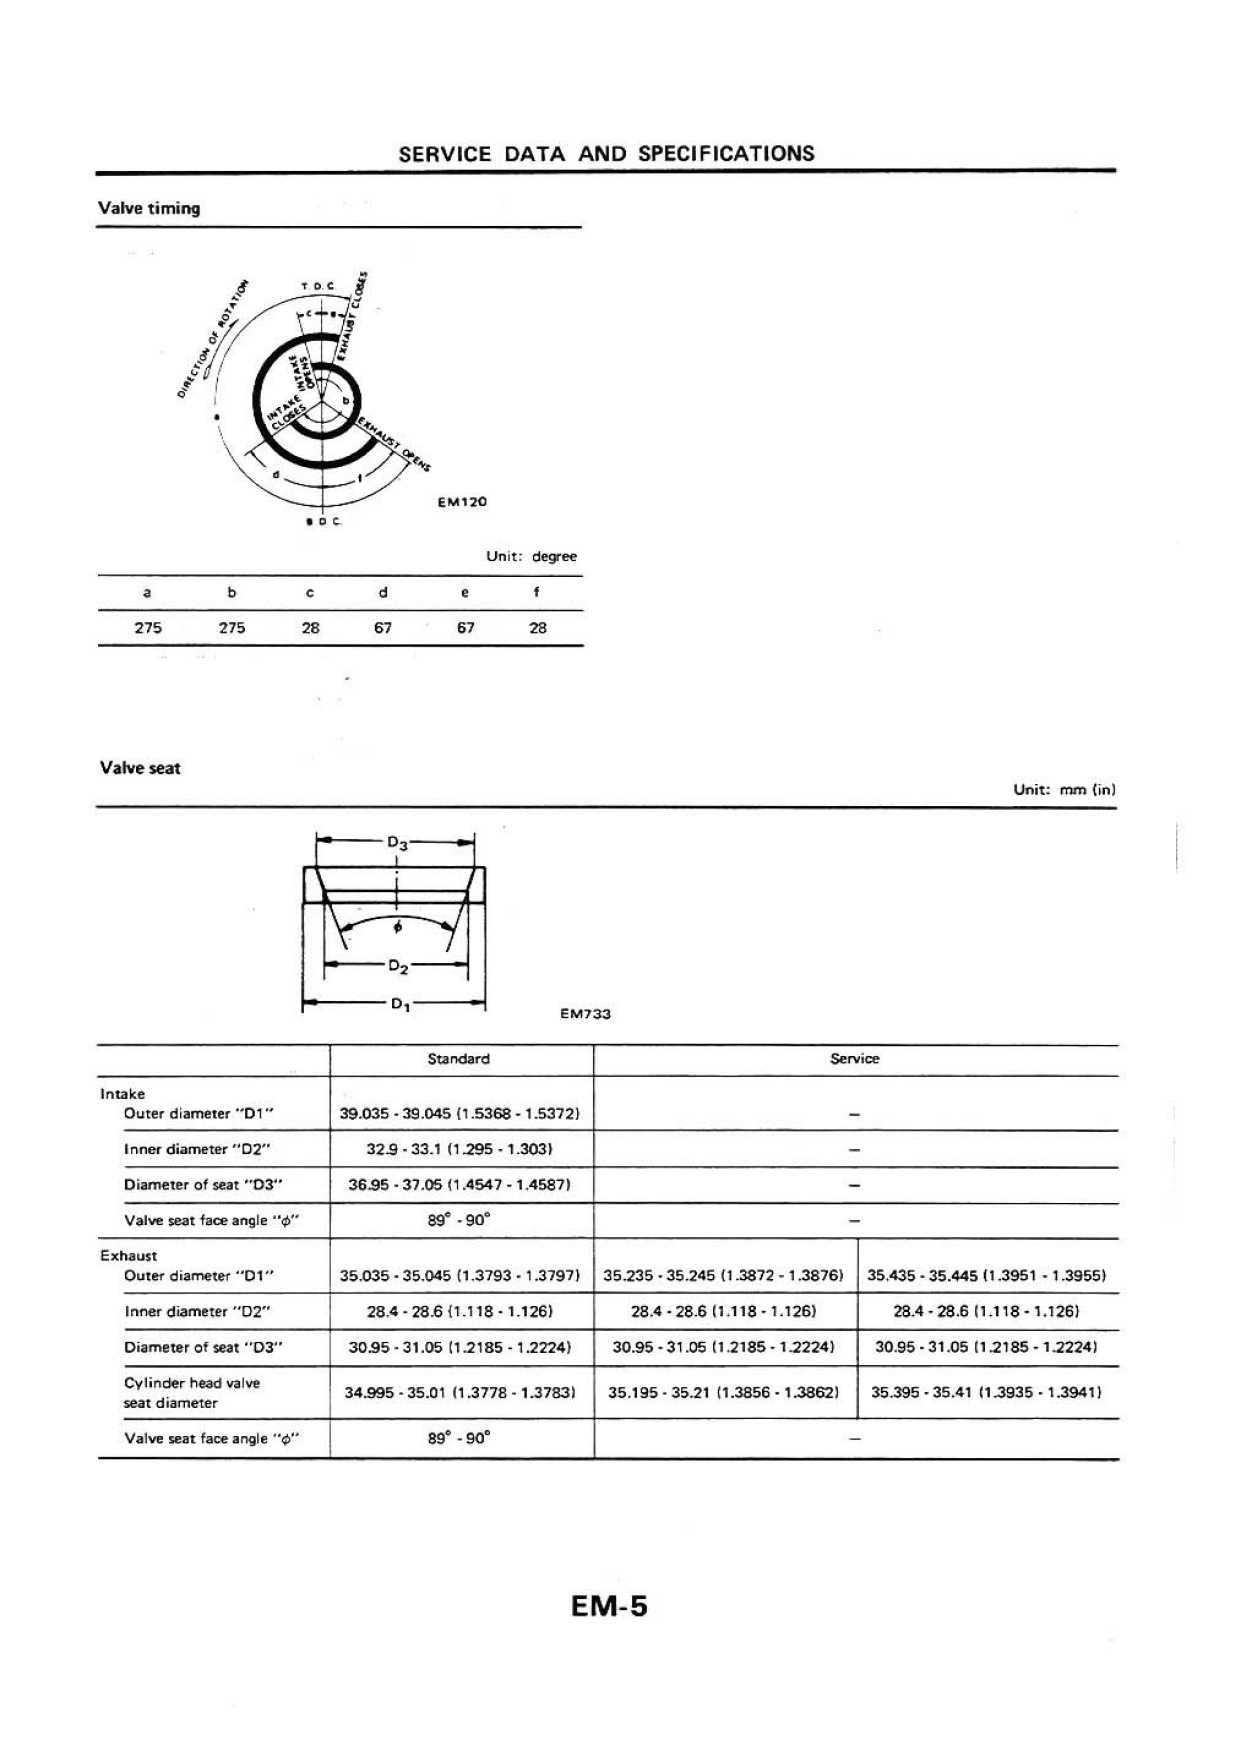 SERVICE DATA AND SPECIFICATIONS
Valve timing
T. D. C.
EXHAUST CLOSES
DIRECTION OF ROTATION
c
e
INTAKE OPENS
a
b
INTAKE CLOSES
EXHAUST OPENS
d
f
EM120
B D C.
Unit: degree
a b c d e f
275 275 28 67 67 28
Valve seat
Unit: mm (in)
D3
ϕ
D2
D1
EM733
Standard Service
Intake
Outer diameter "D1" 39.035 - 39.045 (1.5368 - 1.5372) –
Inner diameter "D2" 32.9 - 33.1 (1.295 - 1.303) –
Diameter of seat "D3" 36.95 - 37.05 (1.4547 - 1.4587) –
Valve seat face angle "ϕ" 89° - 90° –
Exhaust
Outer diameter "D1" 35.035 - 35.045 (1.3793 - 1.3797) 35.235 - 35.245 (1.3872 - 1.3876) 35.435 - 35.445 (1.3951 - 1.3955)
Inner diameter "D2" 28.4 - 28.6 (1.118 - 1.126) 28.4 - 28.6 (1.118 - 1.126) 28.4 - 28.6 (1.118 - 1.126)
Diameter of seat "D3" 30.95 - 31.05 (1.2185 - 1.2224) 30.95 - 31.05 (1.2185 - 1.2224) 30.95 - 31.05 (1.2185 - 1.2224)
Cylinder head valve
seat diameter 34.995 - 35.01 (1.3778 - 1.3783) 35.195 - 35.21 (1.3856 - 1.3862) 35.395 - 35.41 (1.3935 - 1.3941)
Valve seat face angle "ϕ" 89° - 90° –
EM-5